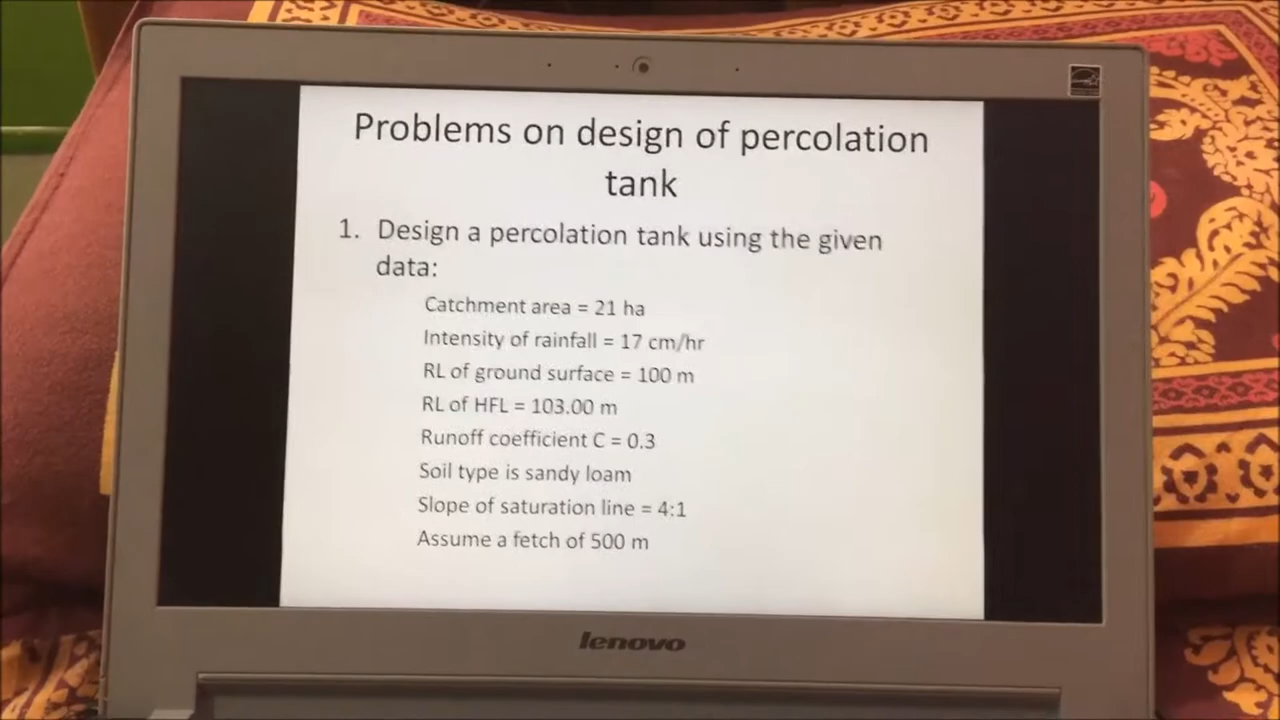 Problems on design of percolation
tank
1. Design a percolation tank using the given
data:
Catchment area = 21 ha
Intensity of rainfall = 17 cm/hr
RL of ground surface = 100 m
RL of HFL = 103.00 m
Runoff coefficient C = 0.3
Soil type is sandy loam
Slope of saturation line = 4:1
Assume a fetch of 500 m
lenovo